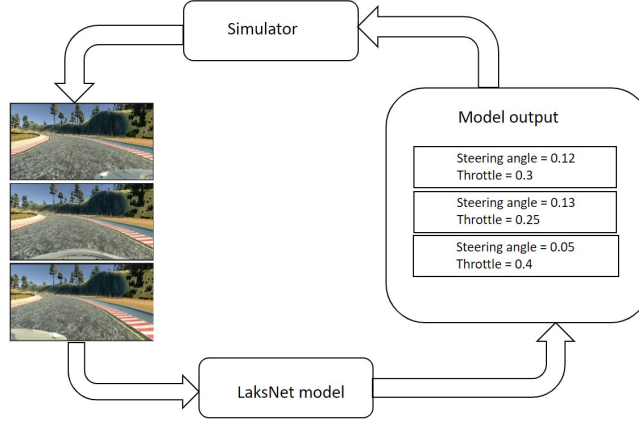 Simulator
Model output
Steering angle = 0.12
Throttle = 0.3
Steering angle = 0.13
Throttle = 0.25
Steering angle = 0.05
Throttle = 0.4
LaksNet model